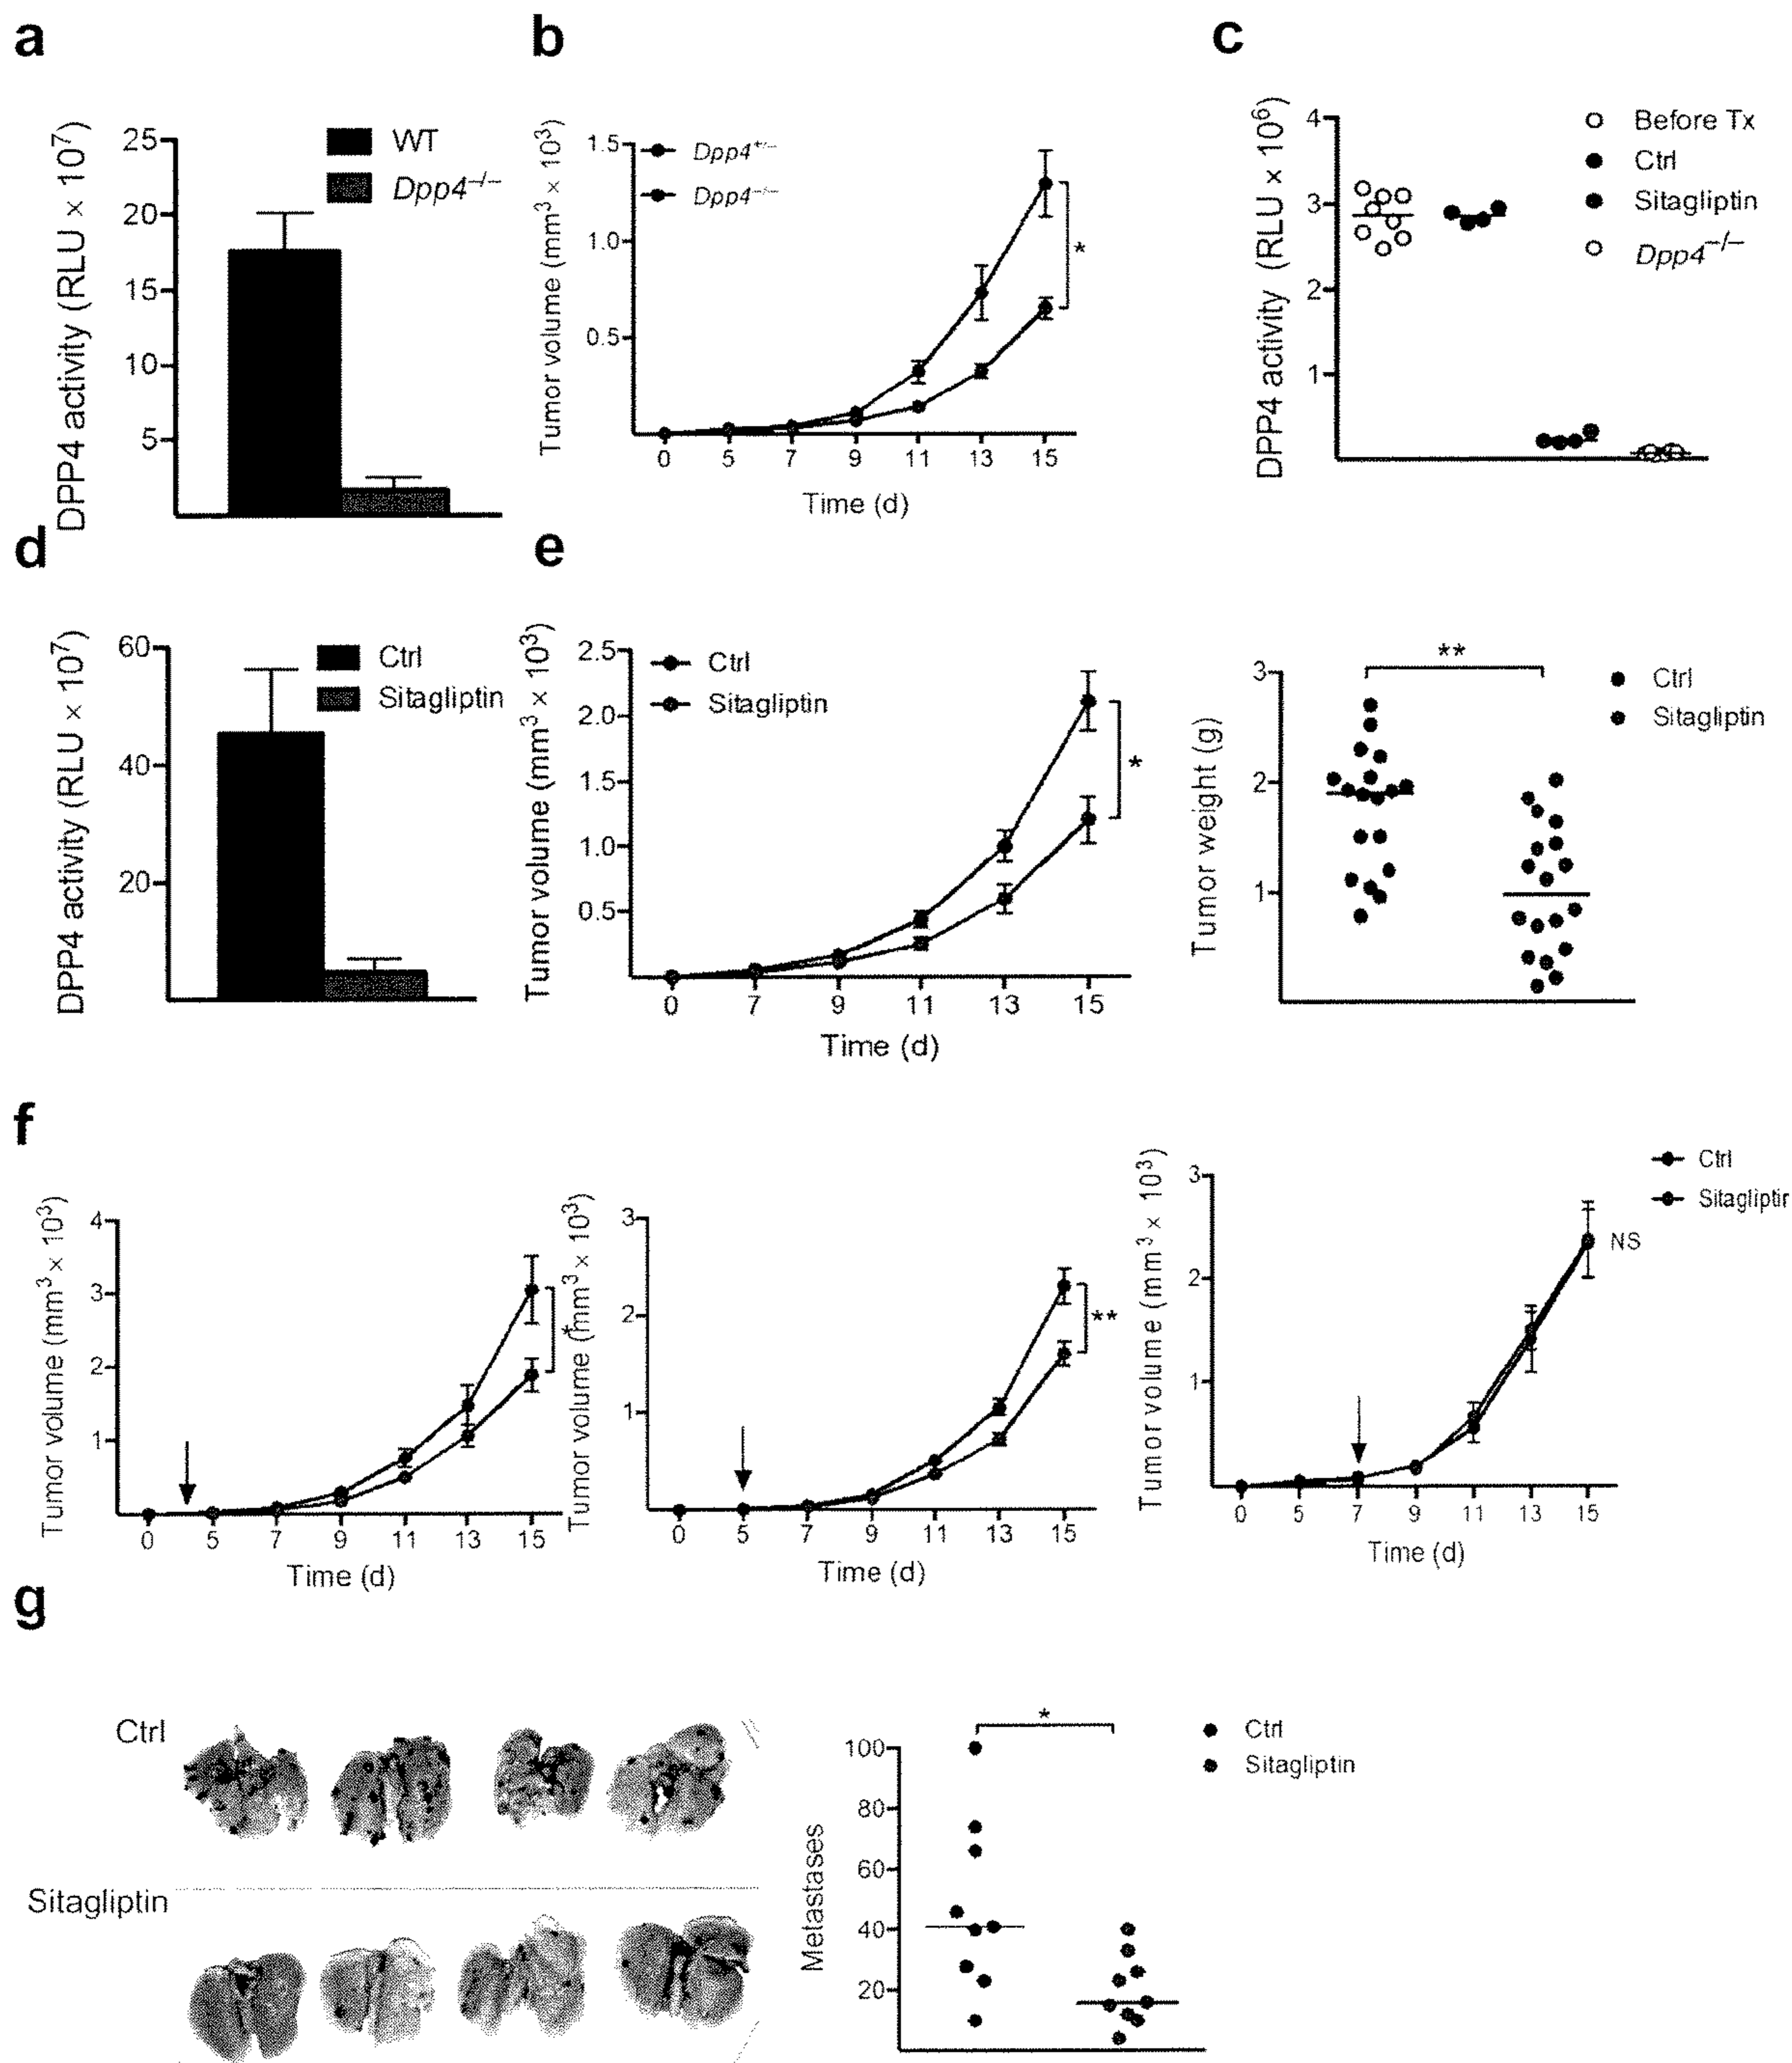 a
DPP4 activity (RLU × 10⁷)
25
20
15
10
5
WT
Dpp4⁻/⁻
b
Tumor volume (mm³ × 10³)
1.5
1.0
0.5
Dpp4⁺/⁻
Dpp4⁻/⁻
*
0 5 7 9 11 13 15
Time (d)
c
DPP4 activity (RLU × 10⁶)
4
3
2
1
Before Tx
Ctrl
Sitagliptin
Dpp4⁻/⁻
d
DPP4 activity (RLU × 10⁷)
60
40
20
Ctrl
Sitagliptin
e
Tumor volume (mm³ × 10³)
2.5
2.0
1.5
1.0
0.5
Ctrl
Sitagliptin
*
0 7 9 11 13 15
Time (d)
Tumor weight (g)
3
2
1
**
Ctrl
Sitagliptin
f
Tumor volume (mm³ × 10³)
4
3
2
1
*
0 5 7 9 11 13 15
Time (d)
Tumor volume (mm³ × 10³)
3
2
1
**
0 5 7 9 11 13 15
Time (d)
Tumor volume (mm³ × 10³)
3
2
1
NS
0 5 7 9 11 13 15
Time (d)
Ctrl
Sitagliptir
g
Ctrl
Sitagliptin
Metastases
100
80
60
40
20
*
Ctrl
Sitagliptin